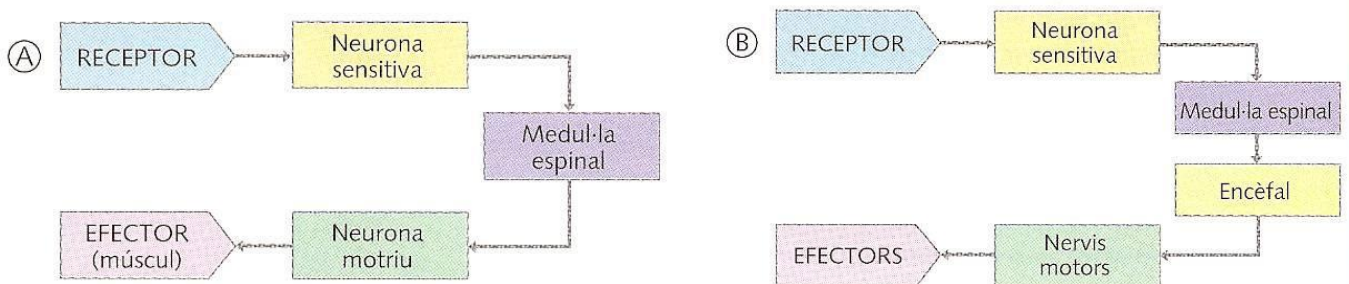 A
RECEPTOR
Neurona
sensitiva
Medul·la
espinal
EFECTOR
(múscul)
Neurona
motriu
B
RECEPTOR
Neurona
sensitiva
Medul·la espinal
Encèfal
EFECTORS
Nervis
motors